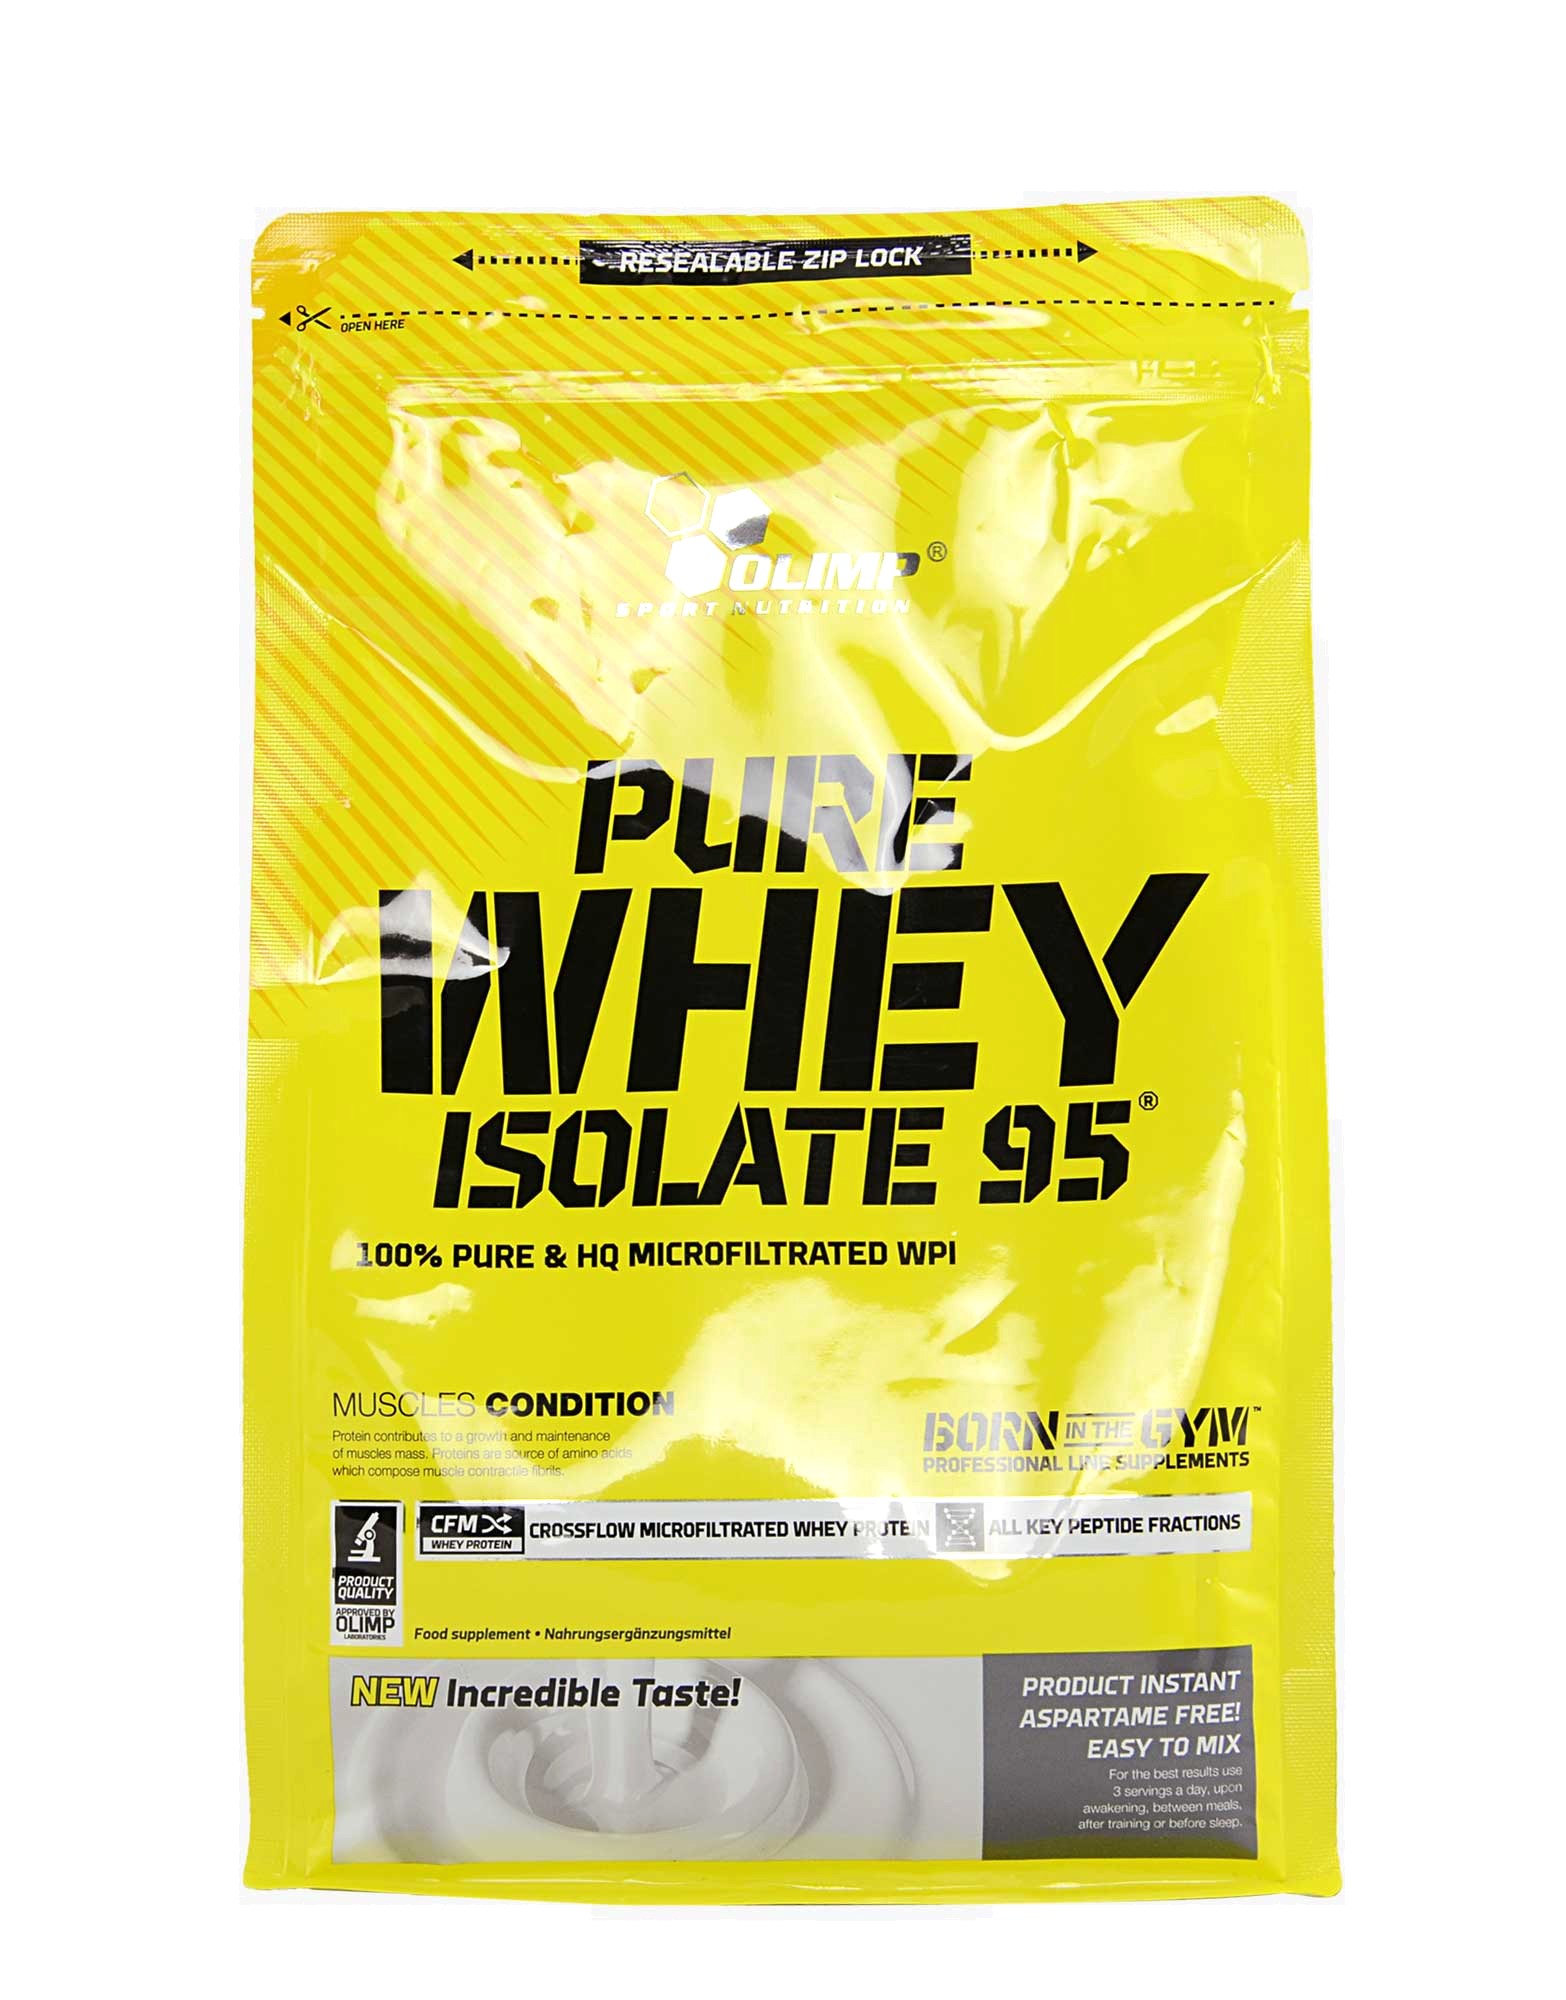 RESEALABLE ZIP LOCK
OPEN HERE
OLIMP®
SPORT NUTRITION
PURE
WHEY
ISOLATE 95®
100% PURE & HQ MICROFILTRATED WPI
MUSCLES CONDITION
Protein contributes to a growth and maintenance
of muscles mass. Proteins are source of amino acids
which compose muscle contractile fibrils.
BORN IN THE GYM™
PROFESSIONAL LINE SUPPLEMENTS
CFM
WHEY PROTEIN
CROSSFLOW MICROFILTRATED WHEY PROTEIN
ALL KEY PEPTIDE FRACTIONS
PRODUCT
QUALITY
APPROVED BY
OLIMP
LABORATORIES
Food supplement • Nahrungsergänzungsmittel
NEW Incredible Taste!
PRODUCT INSTANT
ASPARTAME FREE!
EASY TO MIX
For the best results use
3 servings a day, upon
awakening, between meals,
after training or before sleep.